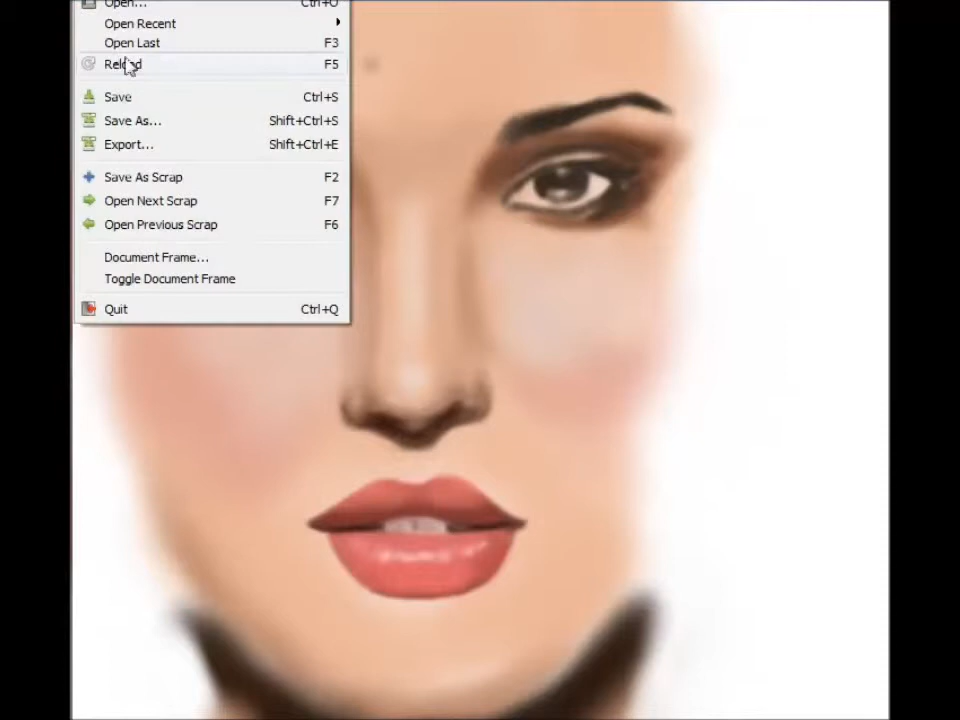 Open... Ctrl+O
Open Recent
Open Last F3
Reload F5
Save Ctrl+S
Save As... Shift+Ctrl+S
Export... Shift+Ctrl+E
Save As Scrap F2
Open Next Scrap F7
Open Previous Scrap F6
Document Frame...
Toggle Document Frame
Quit Ctrl+Q